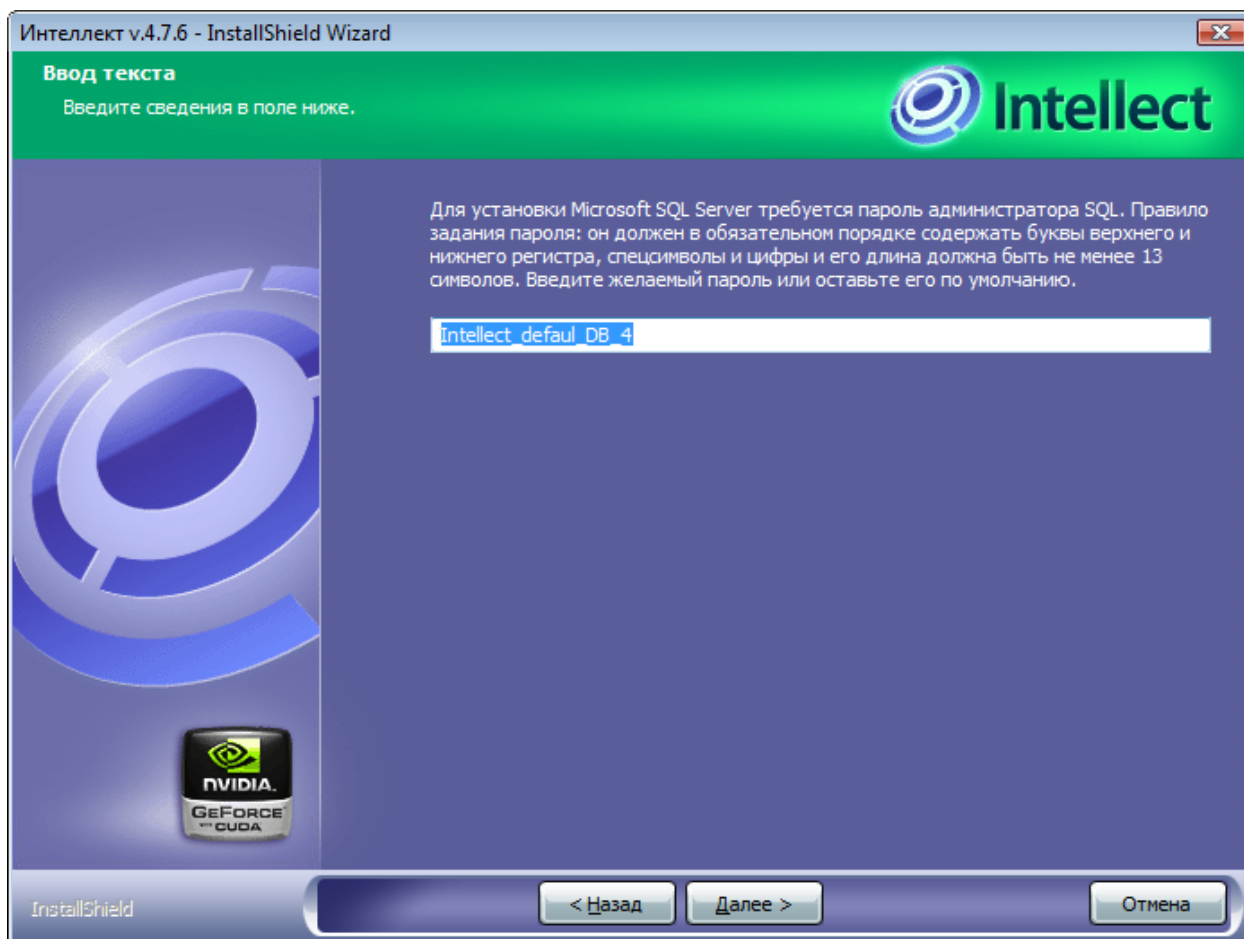 Интеллект v.4.7.6 - InstallShield Wizard
Ввод текста
Введите сведения в поле ниже.
Intellect
Для установки Microsoft SQL Server требуется пароль администратора SQL. Правило
задания пароля: он должен в обязательном порядке содержать буквы верхнего и
нижнего регистра, спецсимволы и цифры и его длина должна быть не менее 13
символов. Введите желаемый пароль или оставьте его по умолчанию.
Intellect_defaul_DB_4
NVIDIA.
GEFORCE
WITH CUDA
InstallShield
< Назад
Далее >
Отмена